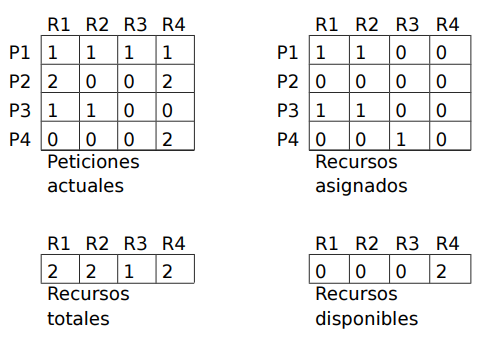 R1 R2 R3 R4
P1 1 1 1 1
P2 2 0 0 2
P3 1 1 0 0
P4 0 0 0 2
Peticiones
actuales
R1 R2 R3 R4
P1 1 1 0 0
P2 0 0 0 0
P3 1 1 0 0
P4 0 0 1 0
Recursos
asignados
R1 R2 R3 R4
2 2 1 2
Recursos
totales
R1 R2 R3 R4
0 0 0 2
Recursos
disponibles